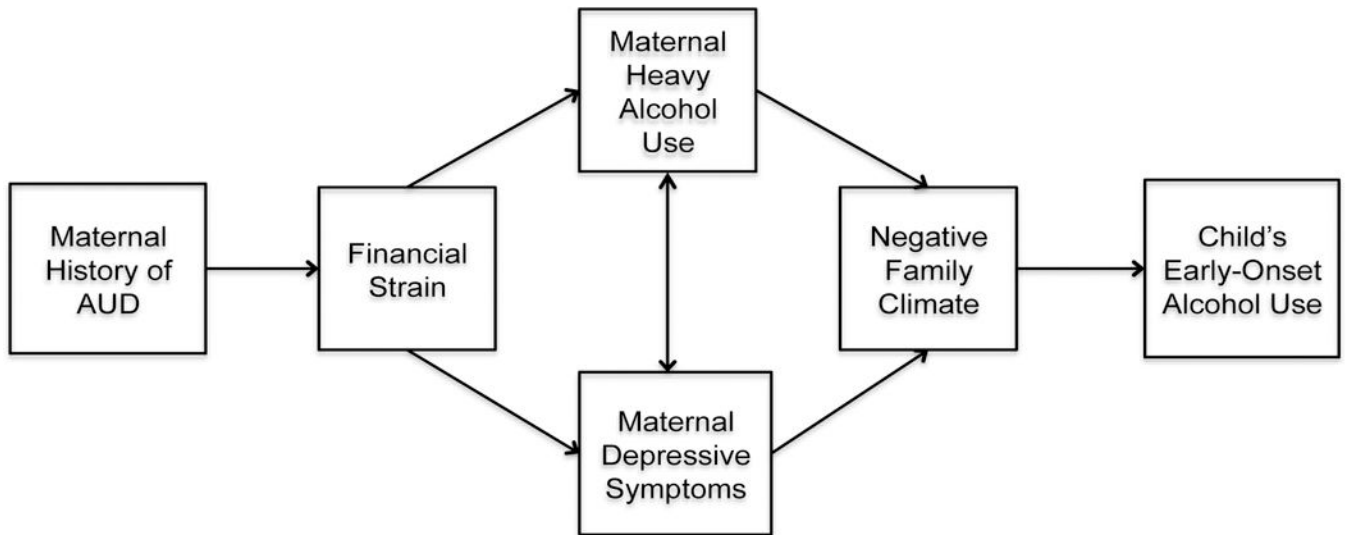 Maternal
Heavy
Alcohol
Use
Maternal
History of
AUD
Financial
Strain
Negative
Family
Climate
Child's
Early-Onset
Alcohol Use
Maternal
Depressive
Symptoms